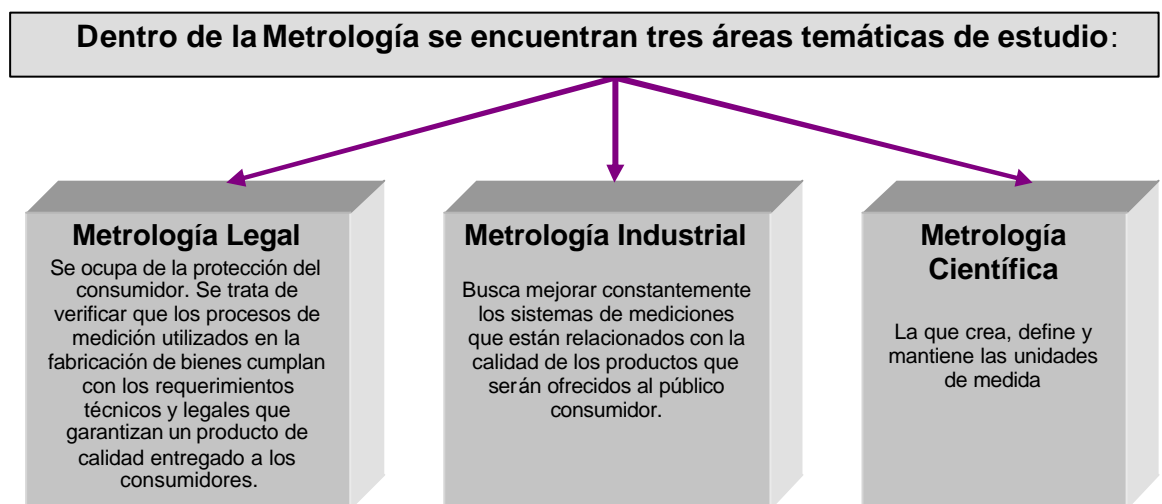 Dentro de la Metrología se encuentran tres áreas temáticas de estudio:
Metrología Legal
Se ocupa de la protección del
consumidor. Se trata de
verificar que los procesos de
medición utilizados en la
fabricación de bienes cumplan
con los requerimientos
técnicos y legales que
garantizan un producto de
calidad entregado a los
consumidores.
Metrología Industrial
Busca mejorar constantemente
los sistemas de mediciones
que están relacionados con la
calidad de los productos que
serán ofrecidos al público
consumidor.
Metrología
Científica
La que crea, define y
mantiene las unidades
de medida